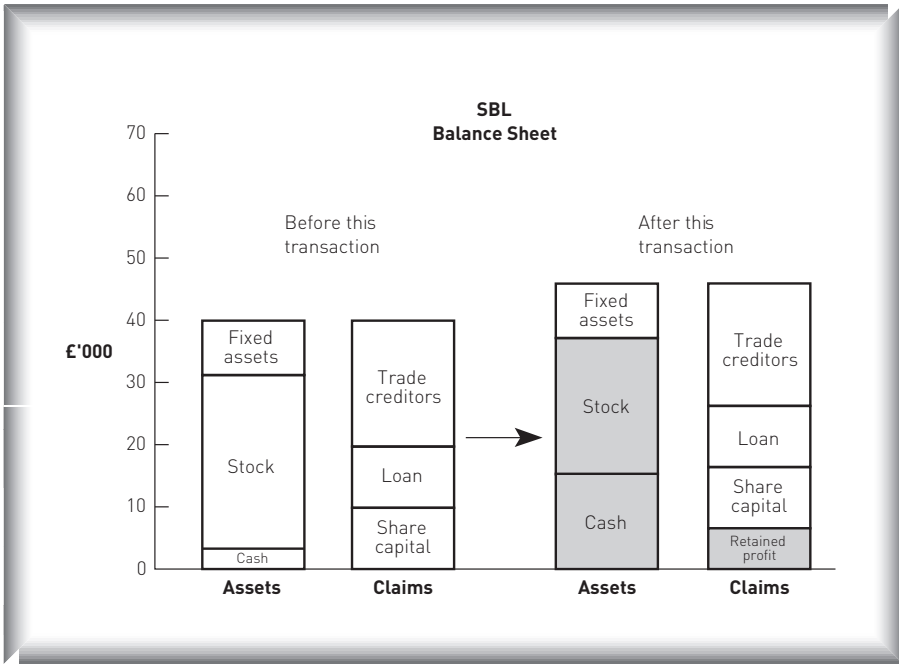 SBL
Balance Sheet
70
60
50
40
30
20
10
0
£'000
Before this
transaction
After this
transaction
Fixed
assets
Stock
Cash
Trade
creditors
Loan
Share
capital
Fixed
assets
Stock
Cash
Trade
creditors
Loan
Share
capital
Retained
profit
Assets
Claims
Assets
Claims